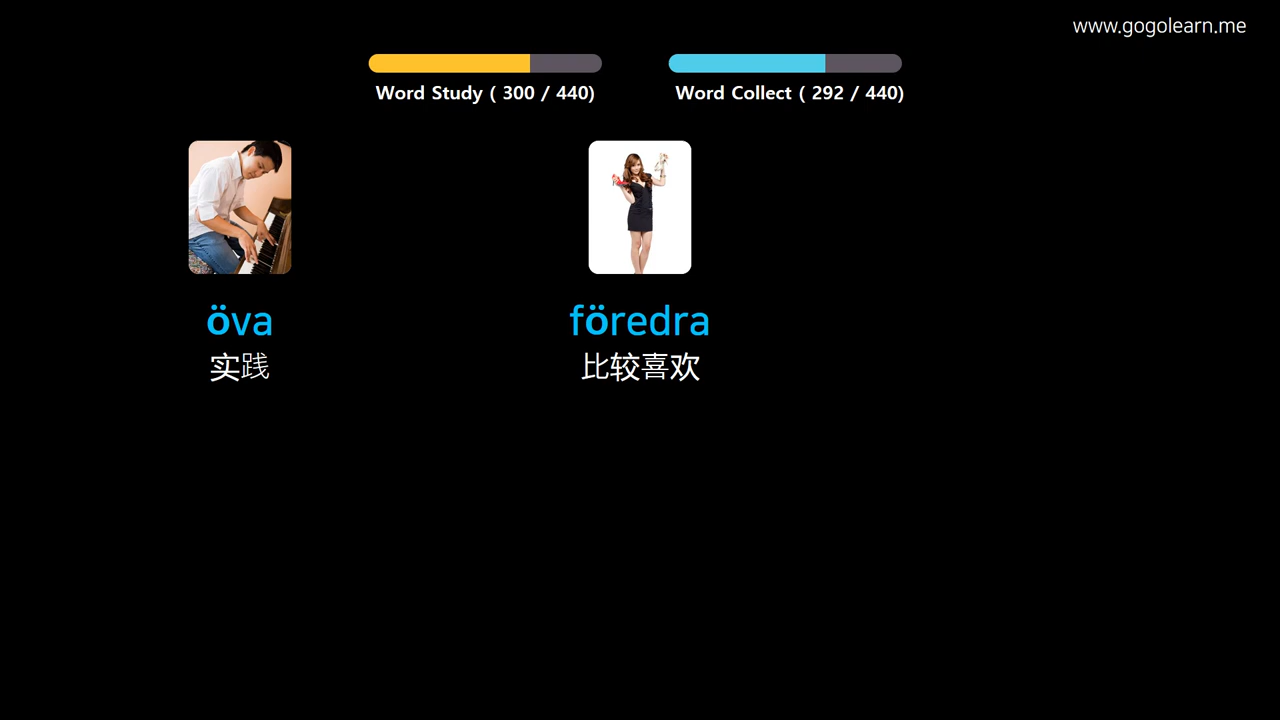 www.gogolearn.me
Word Study ( 300 / 440)
Word Collect ( 292 / 440)
öva
实践
föredra
比较喜欢